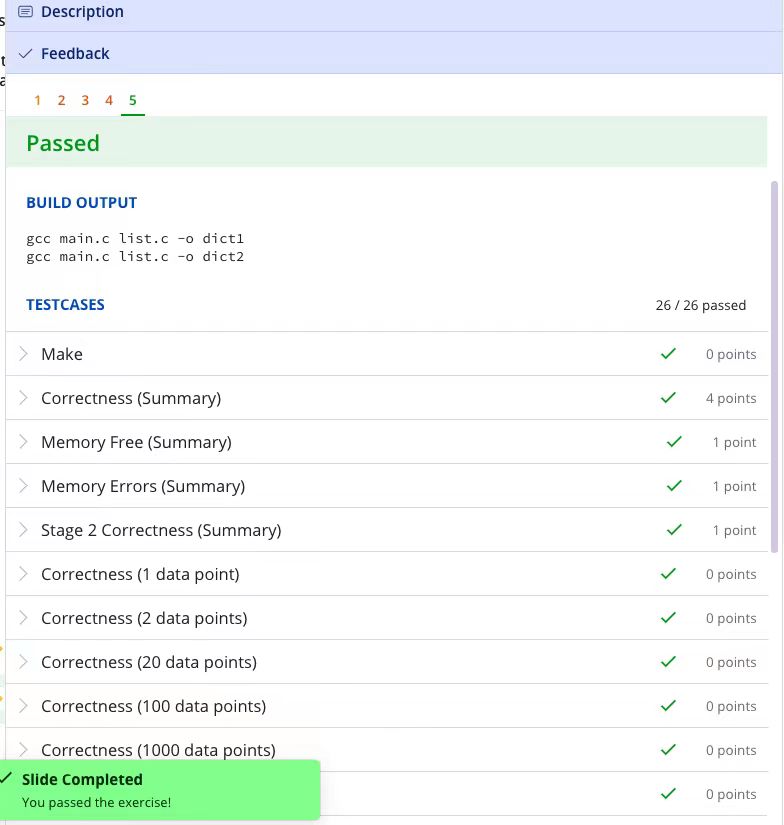 Description
Feedback
1 2 3 4 5
Passed
BUILD OUTPUT
gcc main.c list.c -o dict1
gcc main.c list.c -o dict2
TESTCASES 26 / 26 passed
Make 0 points
Correctness (Summary) 4 points
Memory Free (Summary) 1 point
Memory Errors (Summary) 1 point
Stage 2 Correctness (Summary) 1 point
Correctness (1 data point) 0 points
Correctness (2 data points) 0 points
Correctness (20 data points) 0 points
Correctness (100 data points) 0 points
Correctness (1000 data points) 0 points
Slide Completed
You passed the exercise!
0 points